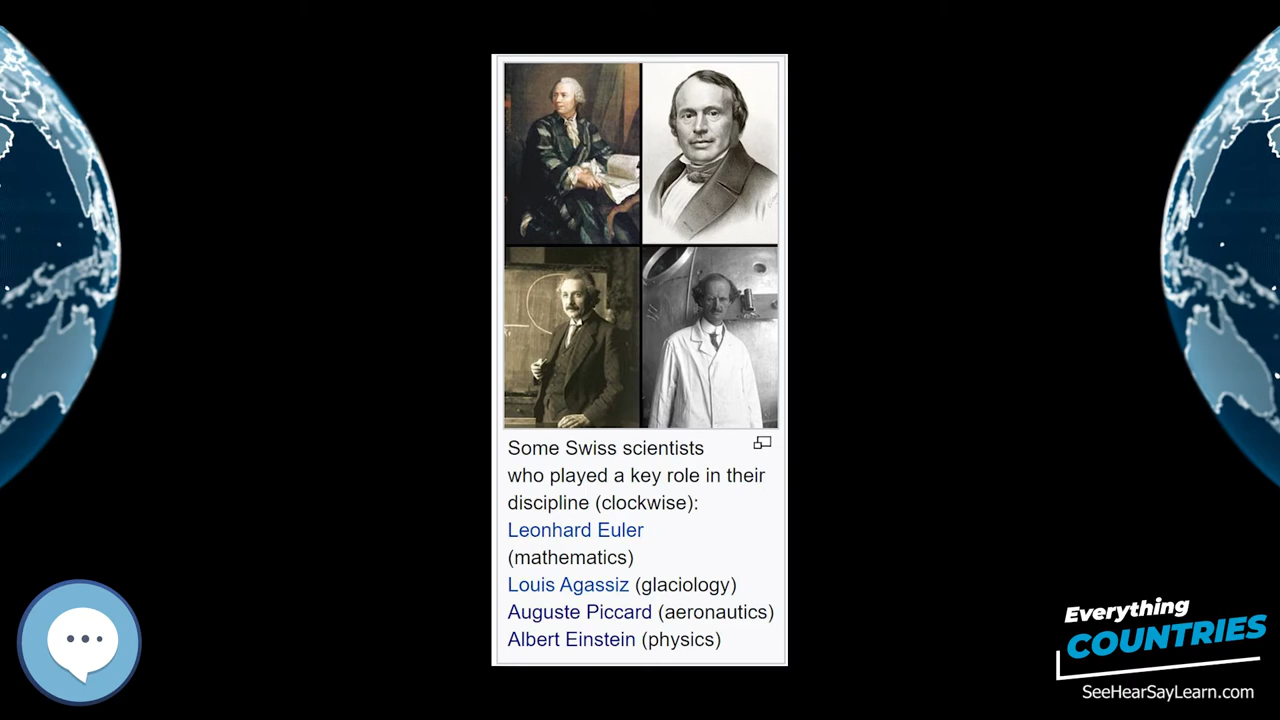 Some Swiss scientists
who played a key role in their
discipline (clockwise):
Leonhard Euler
(mathematics)
Louis Agassiz (glaciology)
Auguste Piccard (aeronautics)
Albert Einstein (physics)
Everything
COUNTRIES
SeeHearSayLearn.com